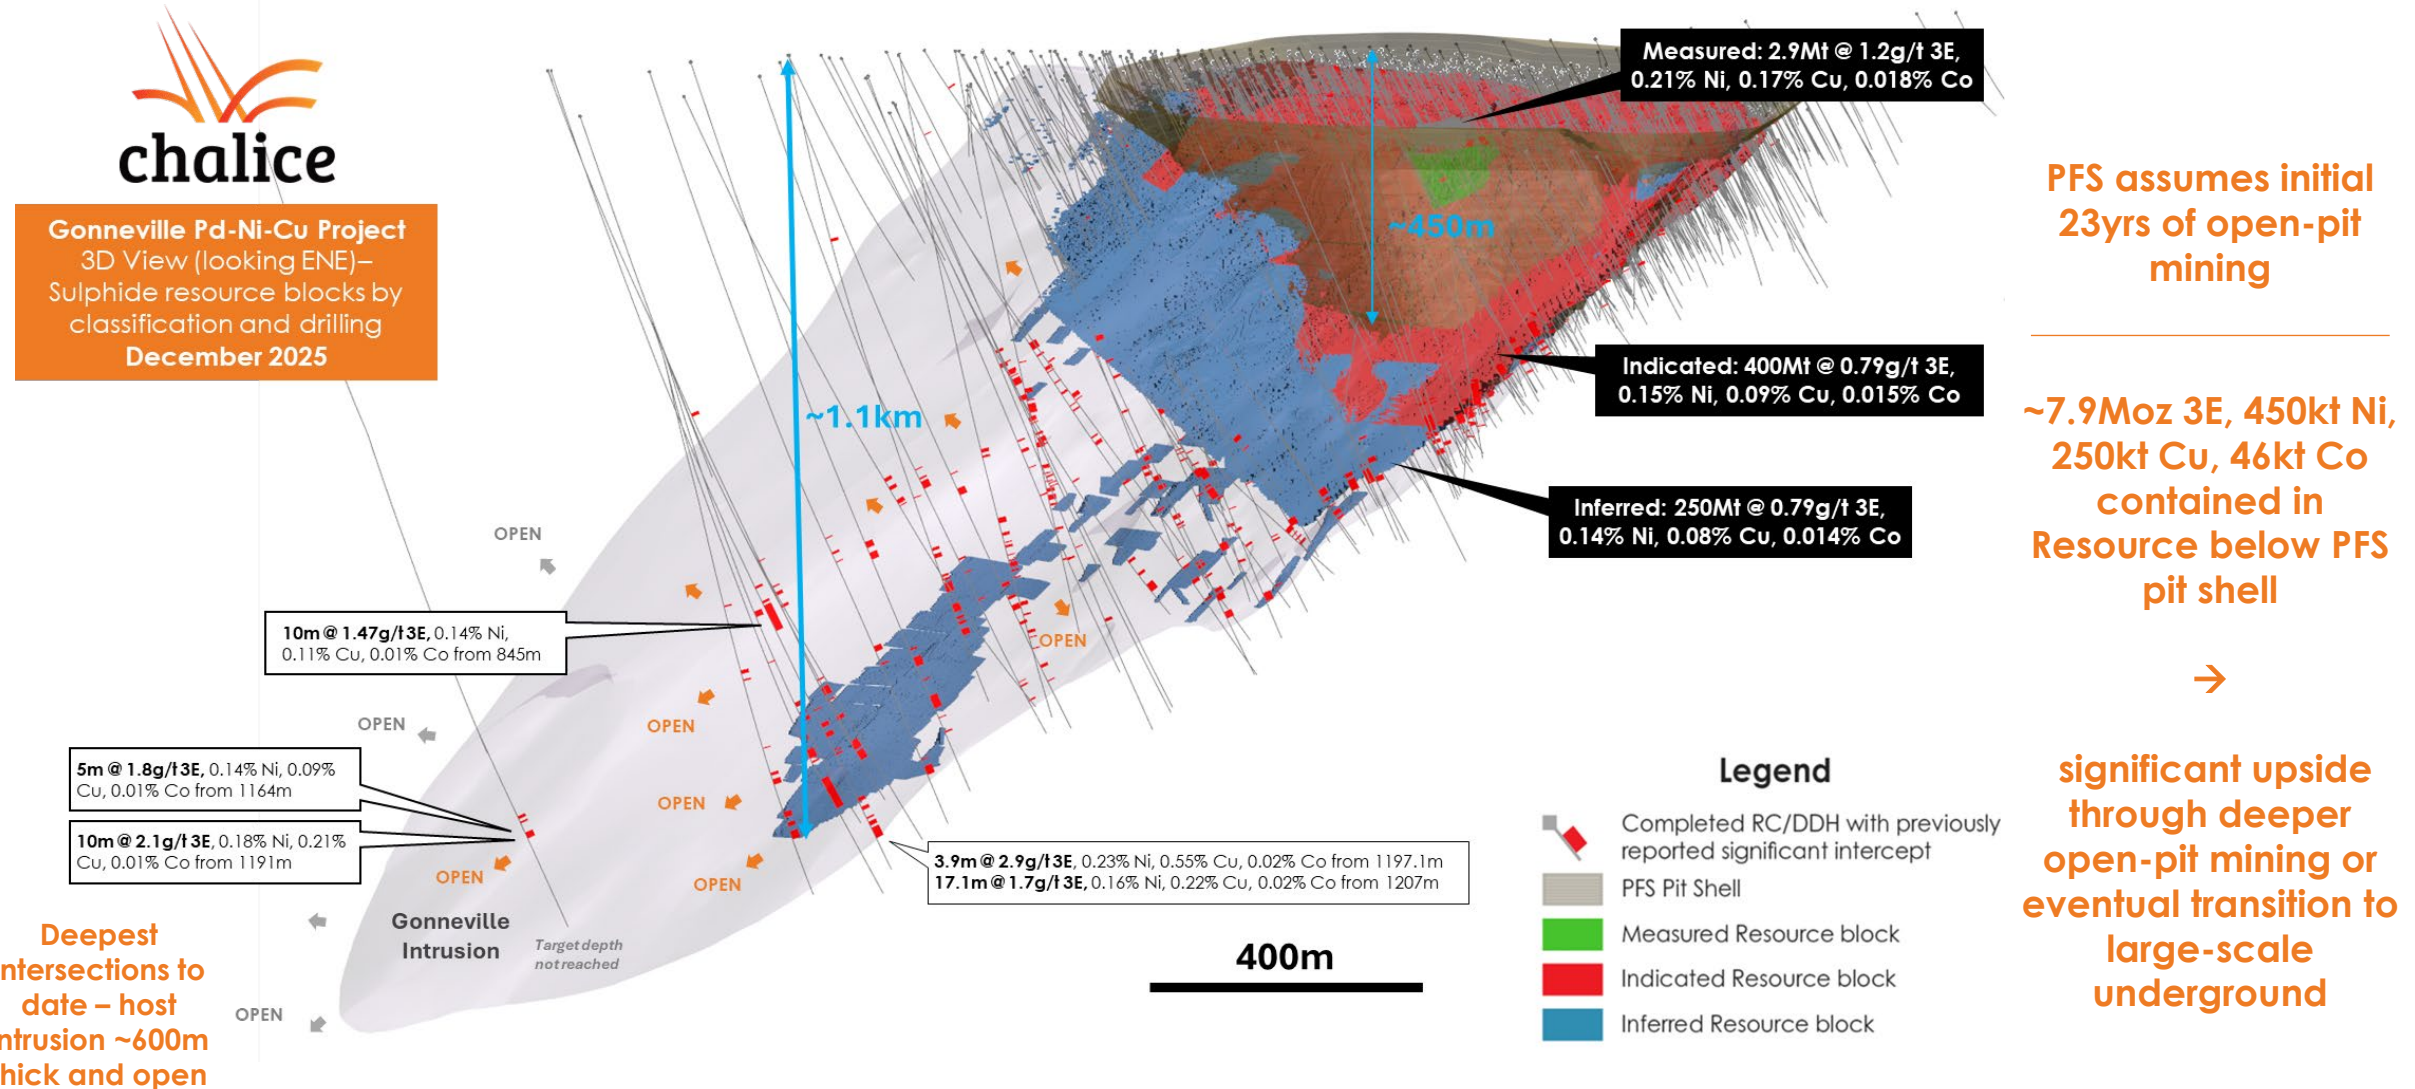 chalice
Gonneville Pd-Ni-Cu Project
3D View (looking ENE)–
Sulphide resource blocks by
classification and drilling
December 2025
Measured: 2.9Mt @ 1.2g/t 3E,
0.21% Ni, 0.17% Cu, 0.018% Co
~450m
PFS assumes initial
23yrs of open-pit
mining
Indicated: 400Mt @ 0.79g/t 3E,
0.15% Ni, 0.09% Cu, 0.015% Co
~1.1km
~7.9Moz 3E, 450kt Ni,
250kt Cu, 46kt Co
contained in
Resource below PFS
pit shell
→
significant upside
through deeper
open-pit mining or
eventual transition to
large-scale
underground
Inferred: 250Mt @ 0.79g/t 3E,
0.14% Ni, 0.08% Cu, 0.014% Co
OPEN
10m @ 1.47g/t 3E, 0.14% Ni,
0.11% Cu, 0.01% Co from 845m
OPEN
OPEN
OPEN
5m @ 1.8g/t 3E, 0.14% Ni, 0.09%
Cu, 0.01% Co from 1164m
OPEN
10m @ 2.1g/t 3E, 0.18% Ni, 0.21%
Cu, 0.01% Co from 1191m
OPEN
OPEN
3.9m @ 2.9g/t 3E, 0.23% Ni, 0.55% Cu, 0.02% Co from 1197.1m
17.1m @ 1.7g/t 3E, 0.16% Ni, 0.22% Cu, 0.02% Co from 1207m
Gonneville
Intrusion
Target depth
not reached
OPEN
Deepest
ntersections to
date – host
ntrusion ~600m
hick and open
400m
Legend
Completed RC/DDH with previously
reported significant intercept
PFS Pit Shell
Measured Resource block
Indicated Resource block
Inferred Resource block